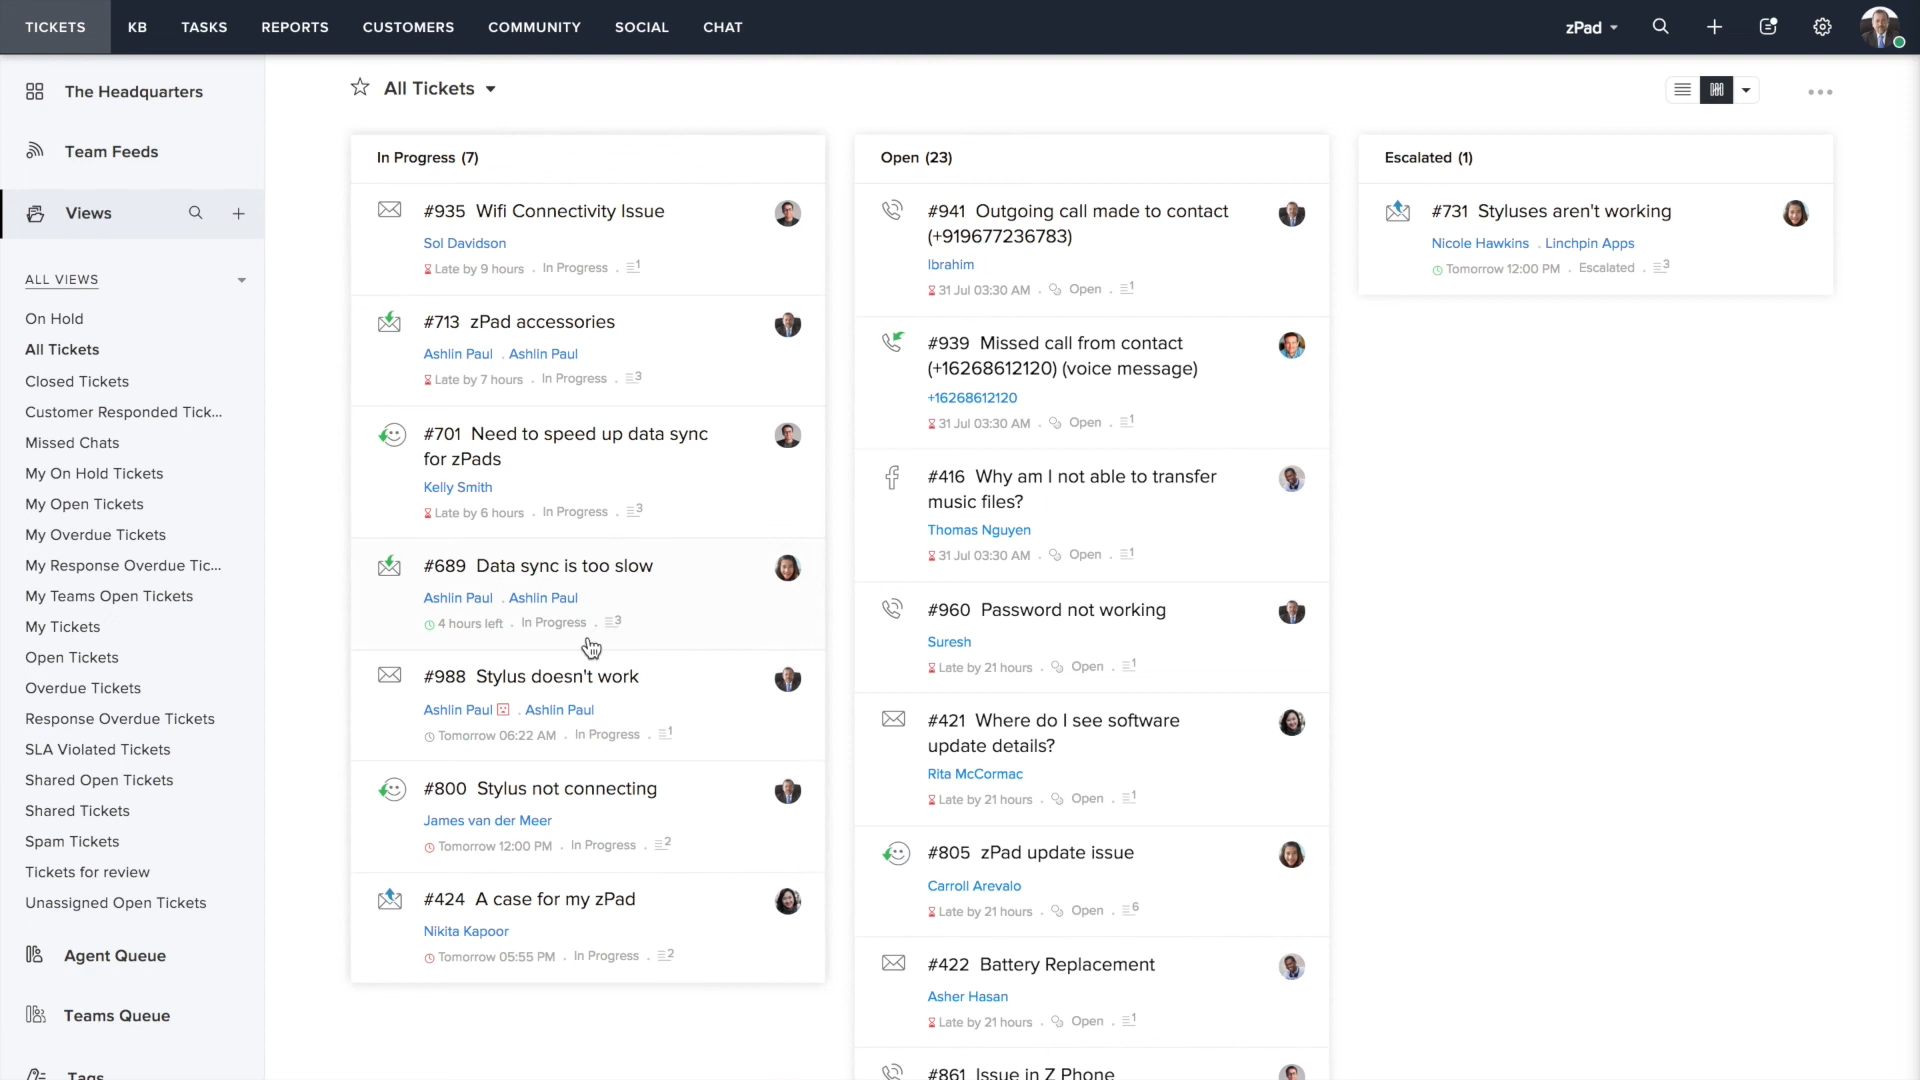 TICKETS KB TASKS REPORTS CUSTOMERS COMMUNITY SOCIAL CHAT zPad
The Headquarters
Team Feeds
Views
ALL VIEWS
On Hold
All Tickets
Closed Tickets
Customer Responded Tick...
Missed Chats
My On Hold Tickets
My Open Tickets
My Overdue Tickets
My Response Overdue Tic...
My Teams Open Tickets
My Tickets
Open Tickets
Overdue Tickets
Response Overdue Tickets
SLA Violated Tickets
Shared Open Tickets
Shared Tickets
Spam Tickets
Tickets for review
Unassigned Open Tickets
Agent Queue
Teams Queue
Tags
All Tickets
In Progress (7)
#935 Wifi Connectivity Issue
Sol Davidson
Late by 9 hours . In Progress . 1
#713 zPad accessories
Ashlin Paul . Ashlin Paul
Late by 7 hours . In Progress . 3
#701 Need to speed up data sync
for zPads
Kelly Smith
Late by 6 hours . In Progress . 3
#689 Data sync is too slow
Ashlin Paul . Ashlin Paul
4 hours left . In Progress . 3
#988 Stylus doesn't work
Ashlin Paul . Ashlin Paul
Tomorrow 06:22 AM . In Progress . 1
#800 Stylus not connecting
James van der Meer
Tomorrow 12:00 PM . In Progress . 2
#424 A case for my zPad
Nikita Kapoor
Tomorrow 05:55 PM . In Progress . 2
Open (23)
#941 Outgoing call made to contact
(+919677236783)
Ibrahim
31 Jul 03:30 AM . Open . 1
#939 Missed call from contact
(+16268612120) (voice message)
+16268612120
31 Jul 03:30 AM . Open . 1
#416 Why am I not able to transfer
music files?
Thomas Nguyen
31 Jul 03:30 AM . Open . 1
#960 Password not working
Suresh
Late by 21 hours . Open . 1
#421 Where do I see software
update details?
Rita McCormac
Late by 21 hours . Open . 1
#805 zPad update issue
Carroll Arevalo
Late by 21 hours . Open . 6
#422 Battery Replacement
Asher Hasan
Late by 21 hours . Open . 1
#861 Issue in Z Phone
Escalated (1)
#731 Styluses aren't working
Nicole Hawkins . Linchpin Apps
Tomorrow 12:00 PM . Escalated . 3